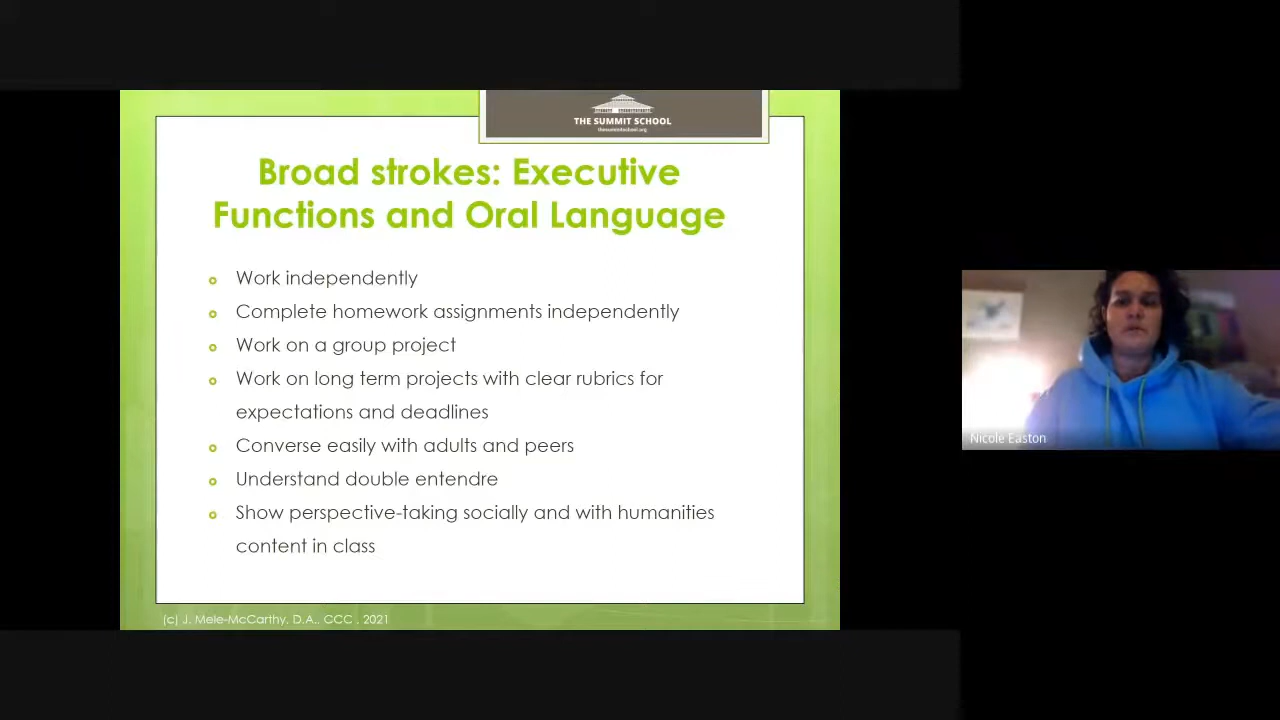 THE SUMMIT SCHOOL
thesummitschool.org
Broad strokes: Executive
Functions and Oral Language
Work independently
Complete homework assignments independently
Work on a group project
Work on long term projects with clear rubrics for
expectations and deadlines
Converse easily with adults and peers
Understand double entendre
Show perspective-taking socially and with humanities
content in class
(c) J. Mele-McCarthy, D.A., CCC , 2021
Nicole Easton